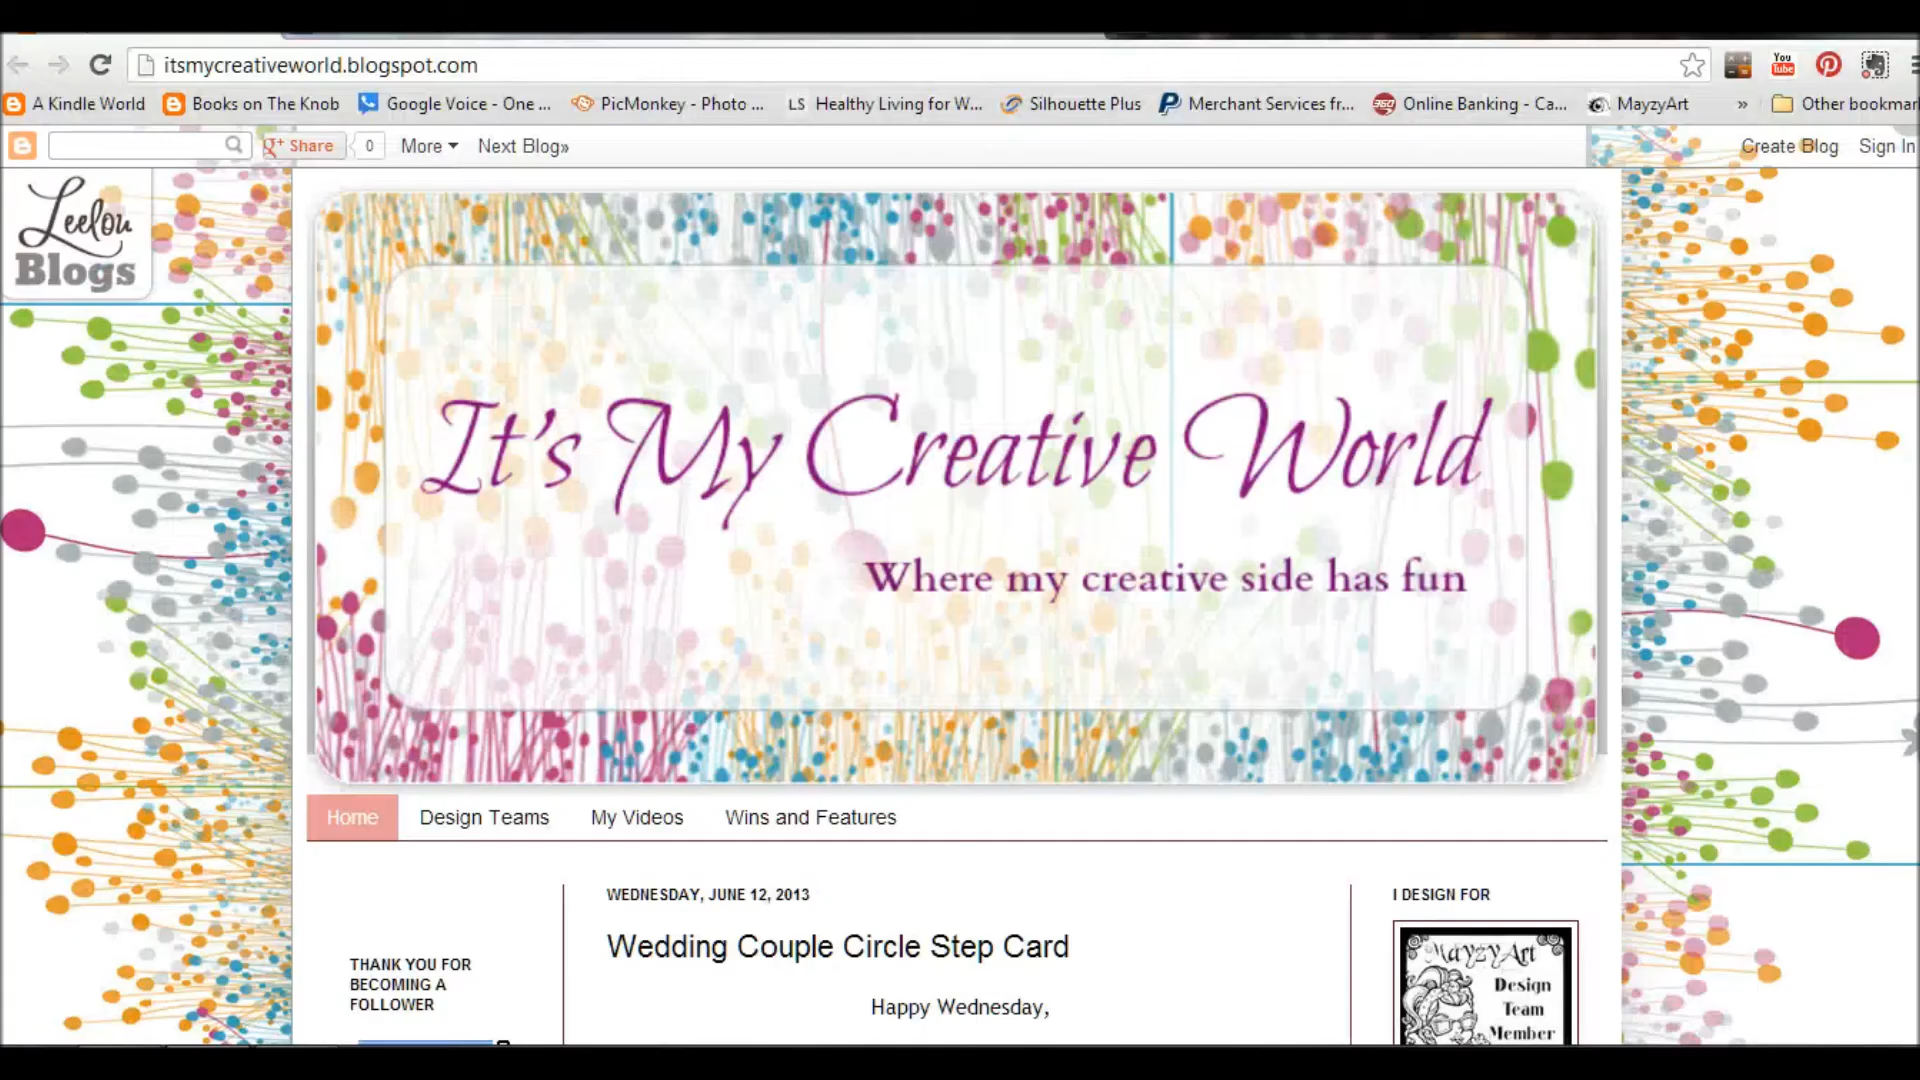 itsmycreativeworld.blogspot.com
You
Tube
A Kindle World
Books on The Knob
Google Voice - One ...
PicMonkey - Photo ...
LS Healthy Living for W...
Silhouette Plus
Merchant Services fr...
360 Online Banking - Ca...
MayzyArt
»
Other bookmar
g+ Share
0
More
Next Blog»
Create Blog
Sign In
Leelou
Blogs
It's My Creative World
Where my creative side has fun
Home
Design Teams
My Videos
Wins and Features
WEDNESDAY, JUNE 12, 2013
Wedding Couple Circle Step Card
Happy Wednesday,
THANK YOU FOR
BECOMING A
FOLLOWER
I DESIGN FOR
MayzyArt
Design
Team
Member